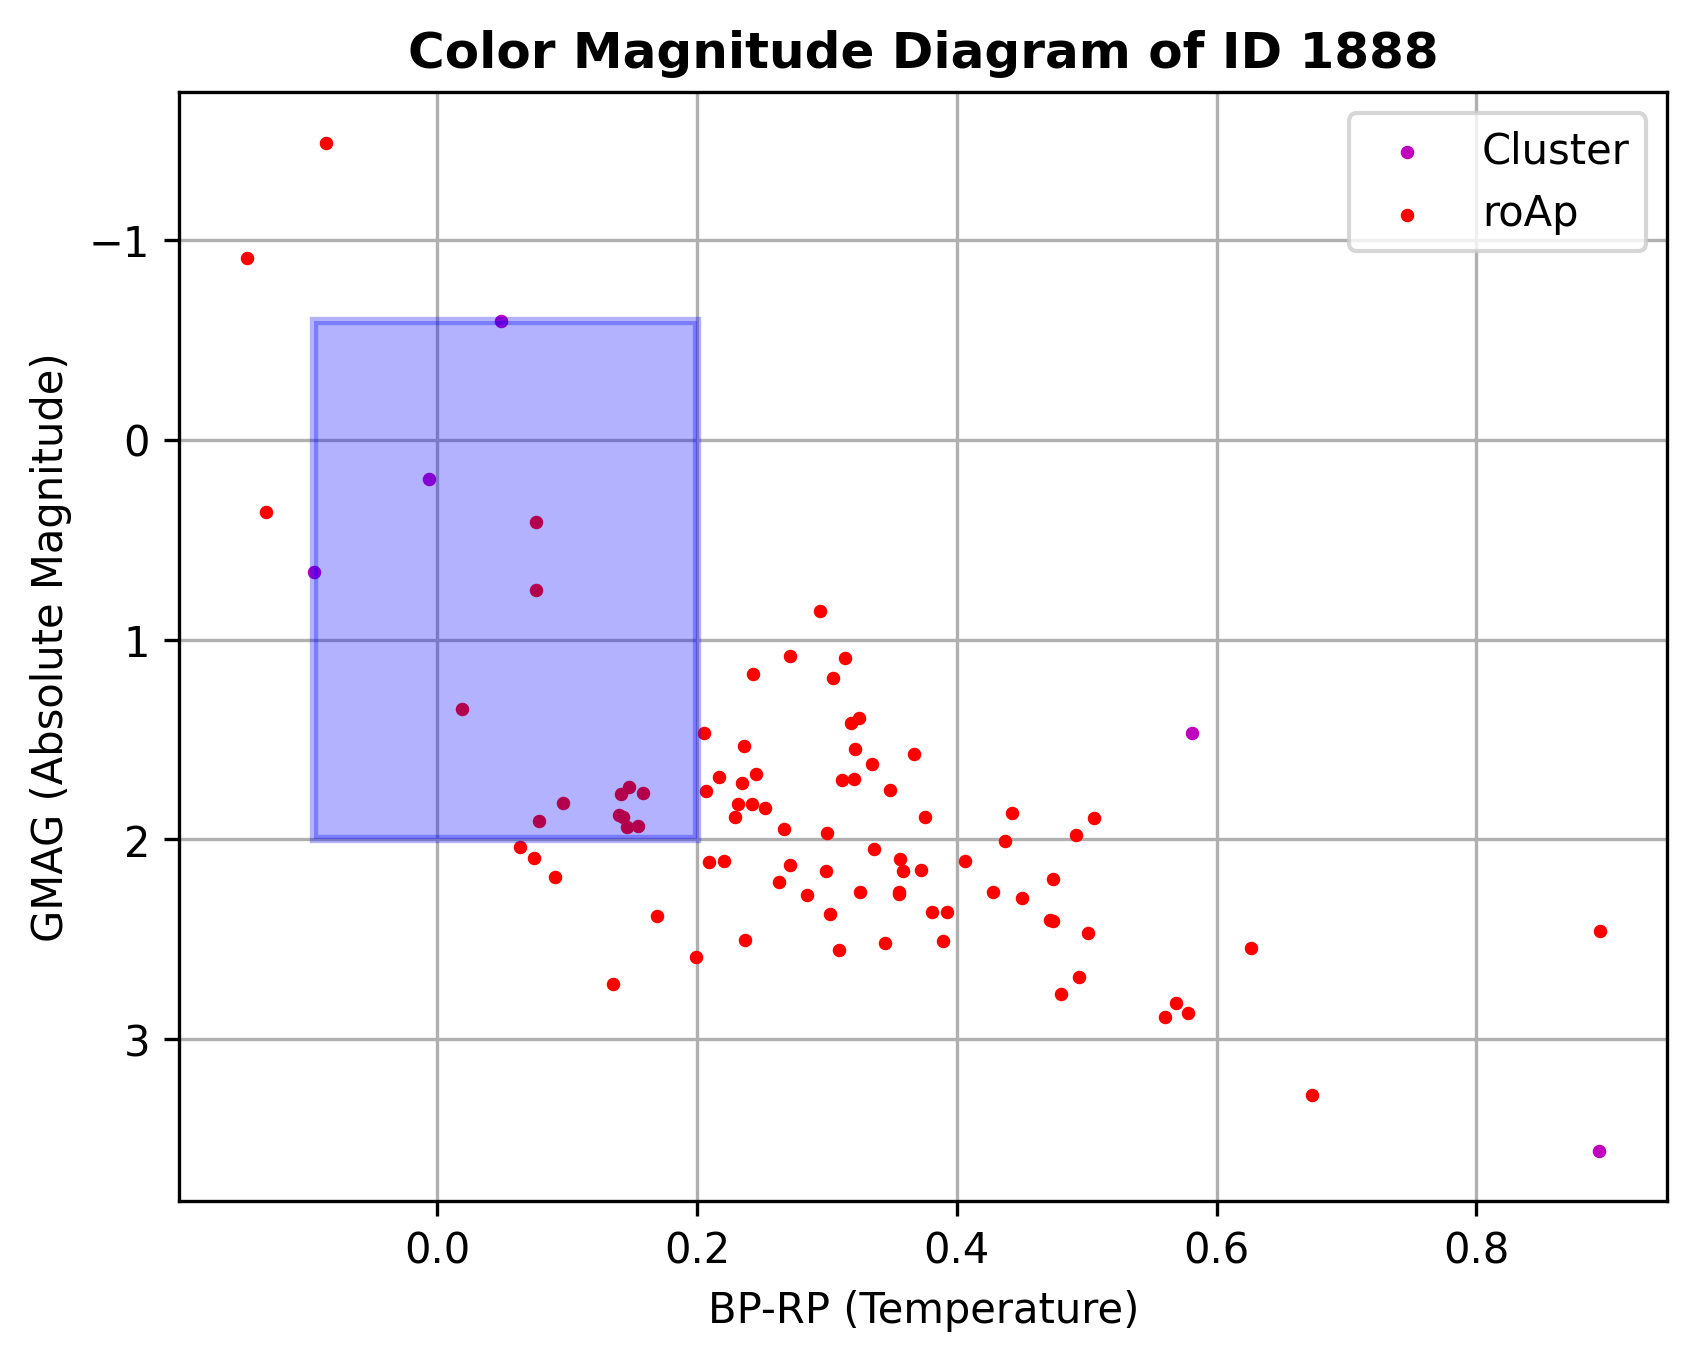 Color Magnitude Diagram of ID 1888
Cluster
roAp
−1
0
1
2
3
GMAG (Absolute Magnitude)
0.0 0.2 0.4 0.6 0.8
BP-RP (Temperature)